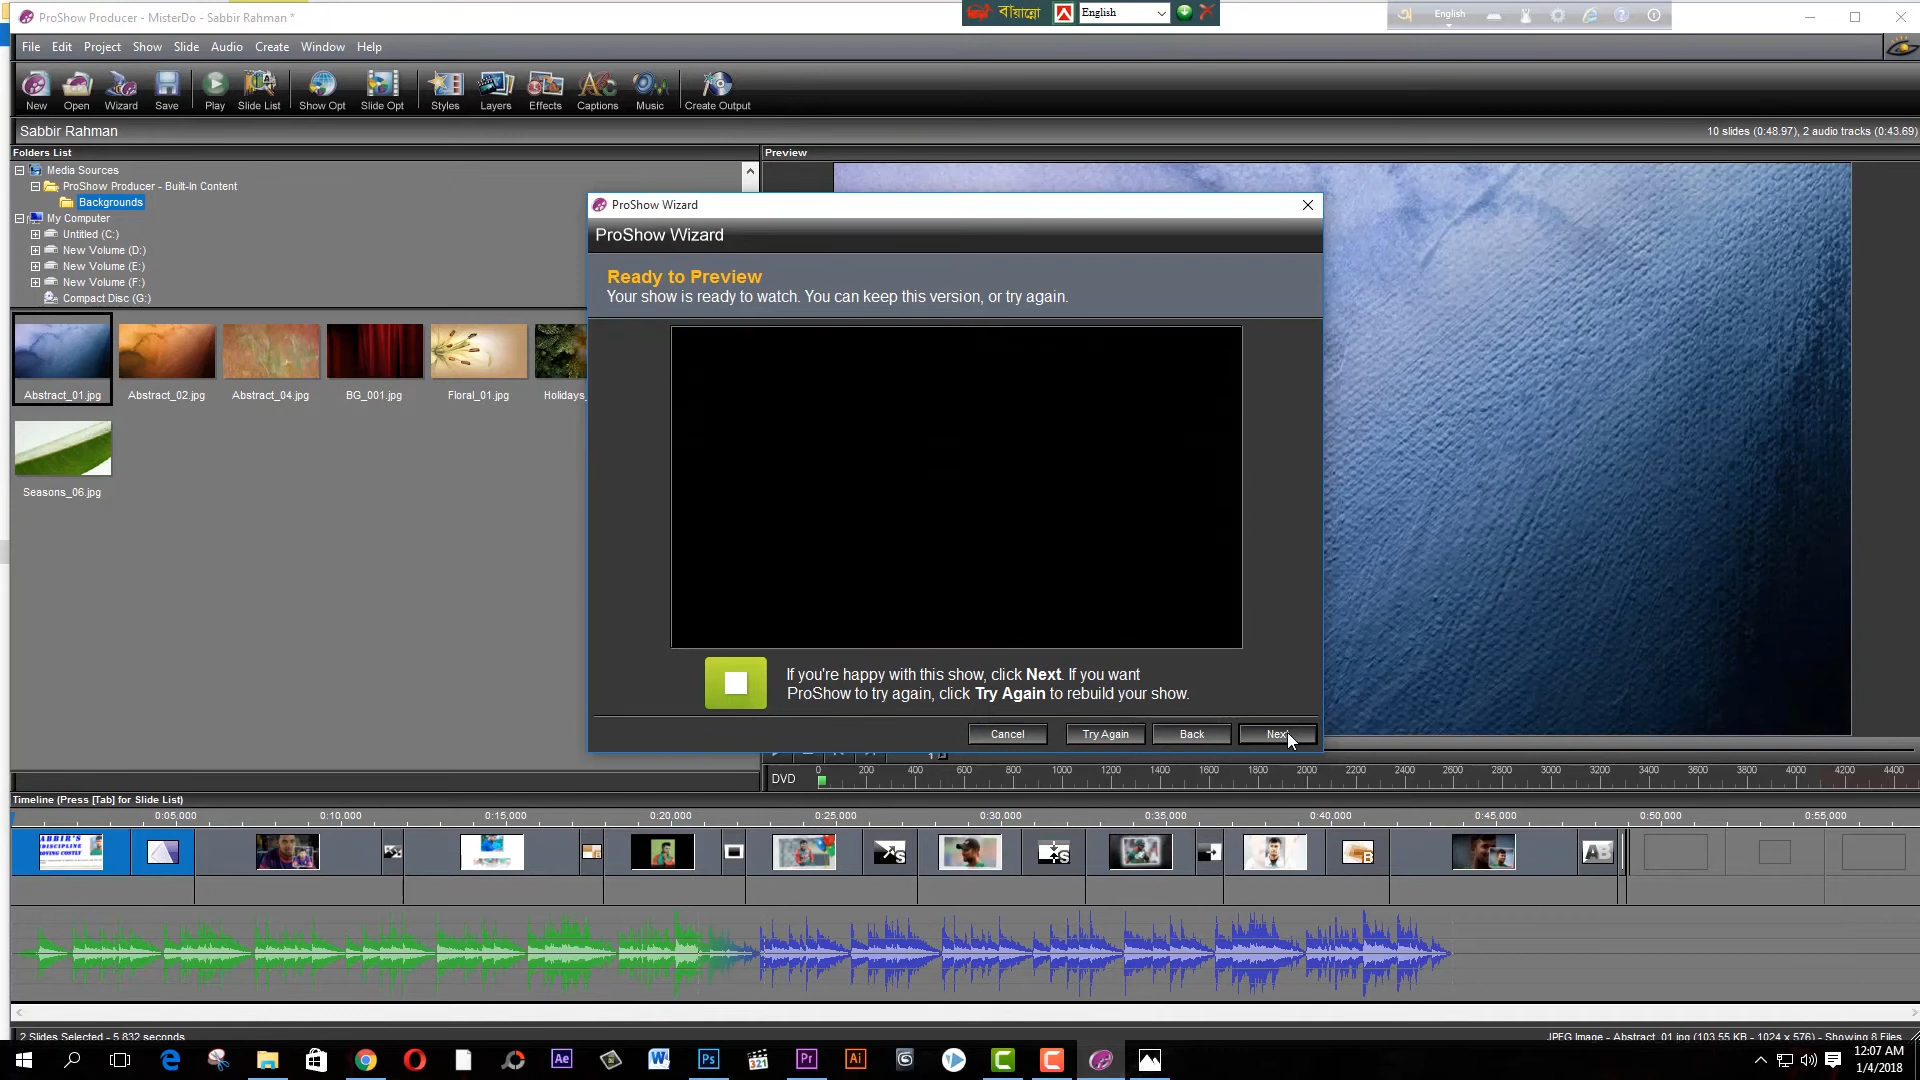 ProShow Producer - MisterDo - Sabbir Rahman *
বায়ান্নো English
English
File Edit Project Show Slide Audio Create Window Help
New Open Wizard Save Play Slide List Show Opt Slide Opt Styles Layers Effects Captions Music Create Output
Sabbir Rahman
10 slides (0:48.97), 2 audio tracks (0:43.69)
Folders List
Preview
Media Sources
ProShow Producer - Built-In Content
Backgrounds
My Computer
Untitled (C:)
New Volume (D:)
New Volume (E:)
New Volume (F:)
Compact Disc (G:)
Abstract_01.jpg Abstract_02.jpg Abstract_04.jpg BG_001.jpg Floral_01.jpg Holidays_
Seasons_06.jpg
ProShow Wizard
ProShow Wizard
Ready to Preview
Your show is ready to watch. You can keep this version, or try again.
If you're happy with this show, click Next. If you want
ProShow to try again, click Try Again to rebuild your show.
Cancel Try Again Back Next
DVD 0 200 400 600 800 1000 1200 1400 1600 1800 2000 2200 2400 2600 2800 3000 3200 3400 3600 3800 4000 4200 4400
Timeline (Press [Tab] for Slide List)
0:05.000 0:10.000 0:15.000 0:20.000 0:25.000 0:30.000 0:35.000 0:40.000 0:45.000 0:50.000 0:55.000
2 Slides Selected - 5.832 seconds
JPEG Image - Abstract_01.jpg (103.55 KB - 1024 x 576) - Showing 8 Files
12:07 AM
1/4/2018